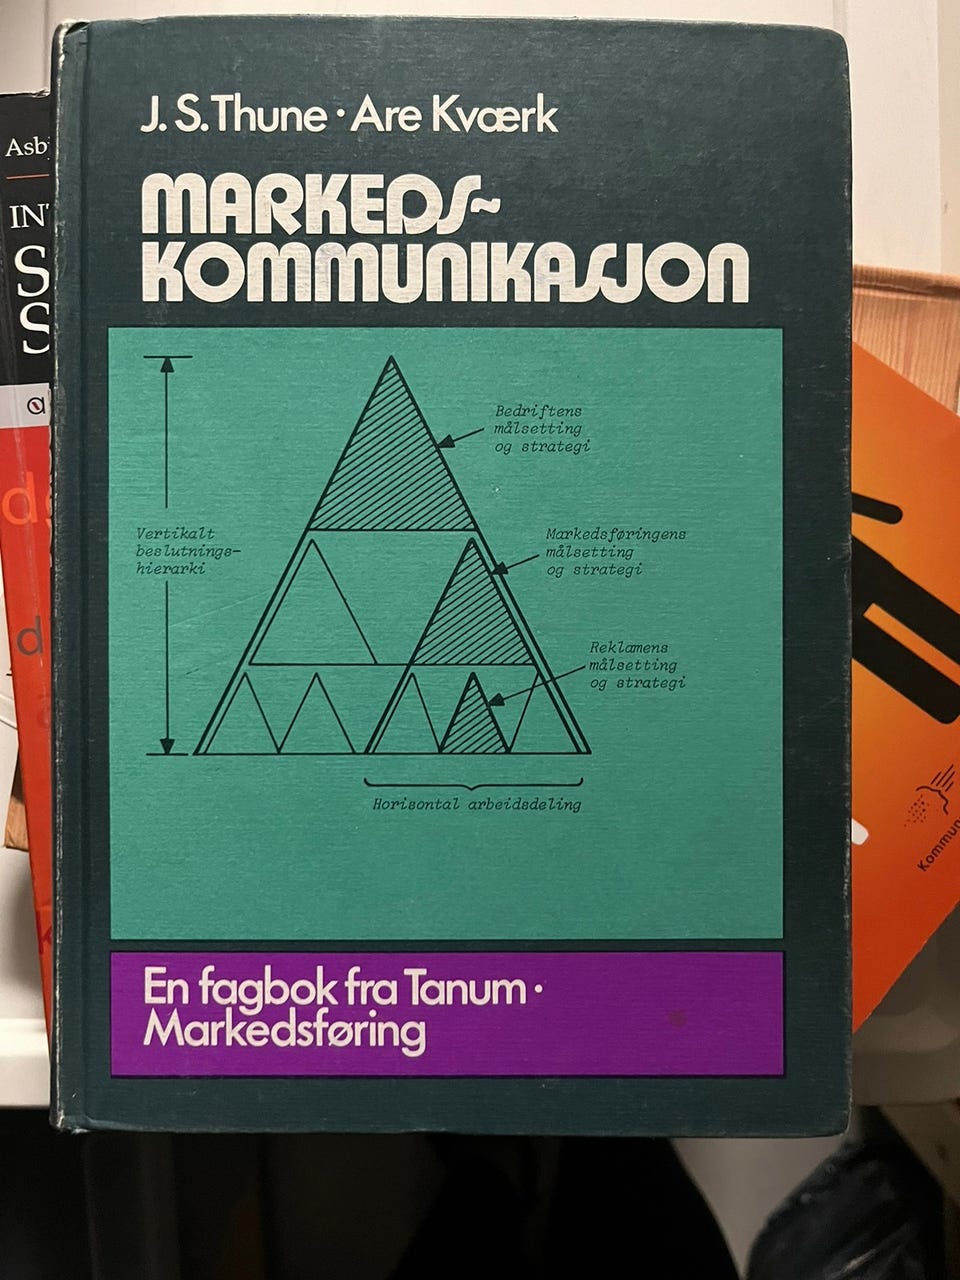 J. S. Thune · Are Kværk
MARKEDS~
KOMMUNIKASJON
Bedriftens
målsetting
og strategi
Vertikalt
beslutnings-
hierarki
Markedsføringens
målsetting
og strategi
Reklamens
målsetting
og strategi
Horisontal arbeidsdeling
En fagbok fra Tanum ·
Markedsføring